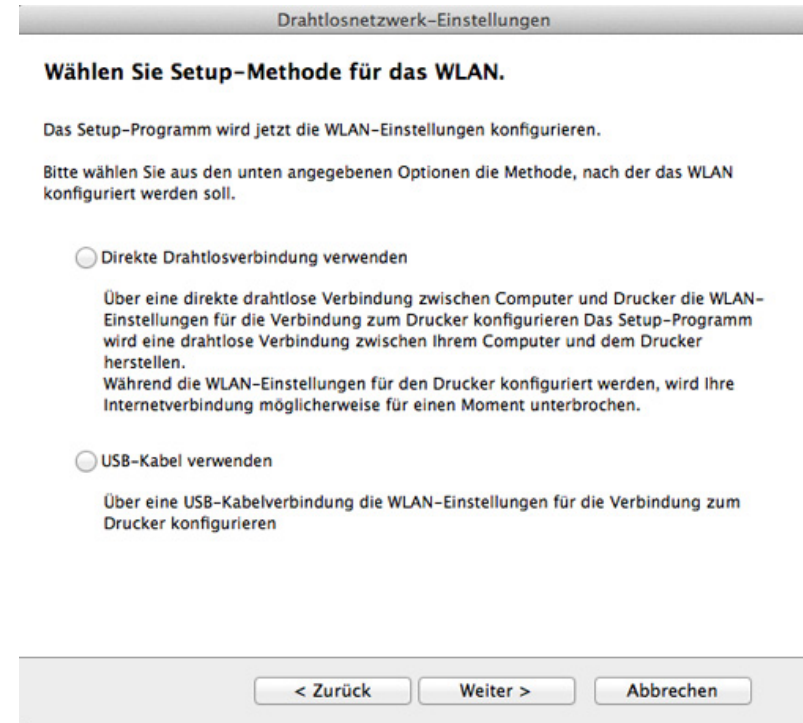 Drahtlosnetzwerk-Einstellungen
Wählen Sie Setup-Methode für das WLAN.
Das Setup-Programm wird jetzt die WLAN-Einstellungen konfigurieren.
Bitte wählen Sie aus den unten angegebenen Optionen die Methode, nach der das WLAN
konfiguriert werden soll.
Direkte Drahtlosverbindung verwenden
Über eine direkte drahtlose Verbindung zwischen Computer und Drucker die WLAN-
Einstellungen für die Verbindung zum Drucker konfigurieren Das Setup-Programm
wird eine drahtlose Verbindung zwischen Ihrem Computer und dem Drucker
herstellen.
Während die WLAN-Einstellungen für den Drucker konfiguriert werden, wird Ihre
Internetverbindung möglicherweise für einen Moment unterbrochen.
USB-Kabel verwenden
Über eine USB-Kabelverbindung die WLAN-Einstellungen für die Verbindung zum
Drucker konfigurieren
< Zurück Weiter > Abbrechen